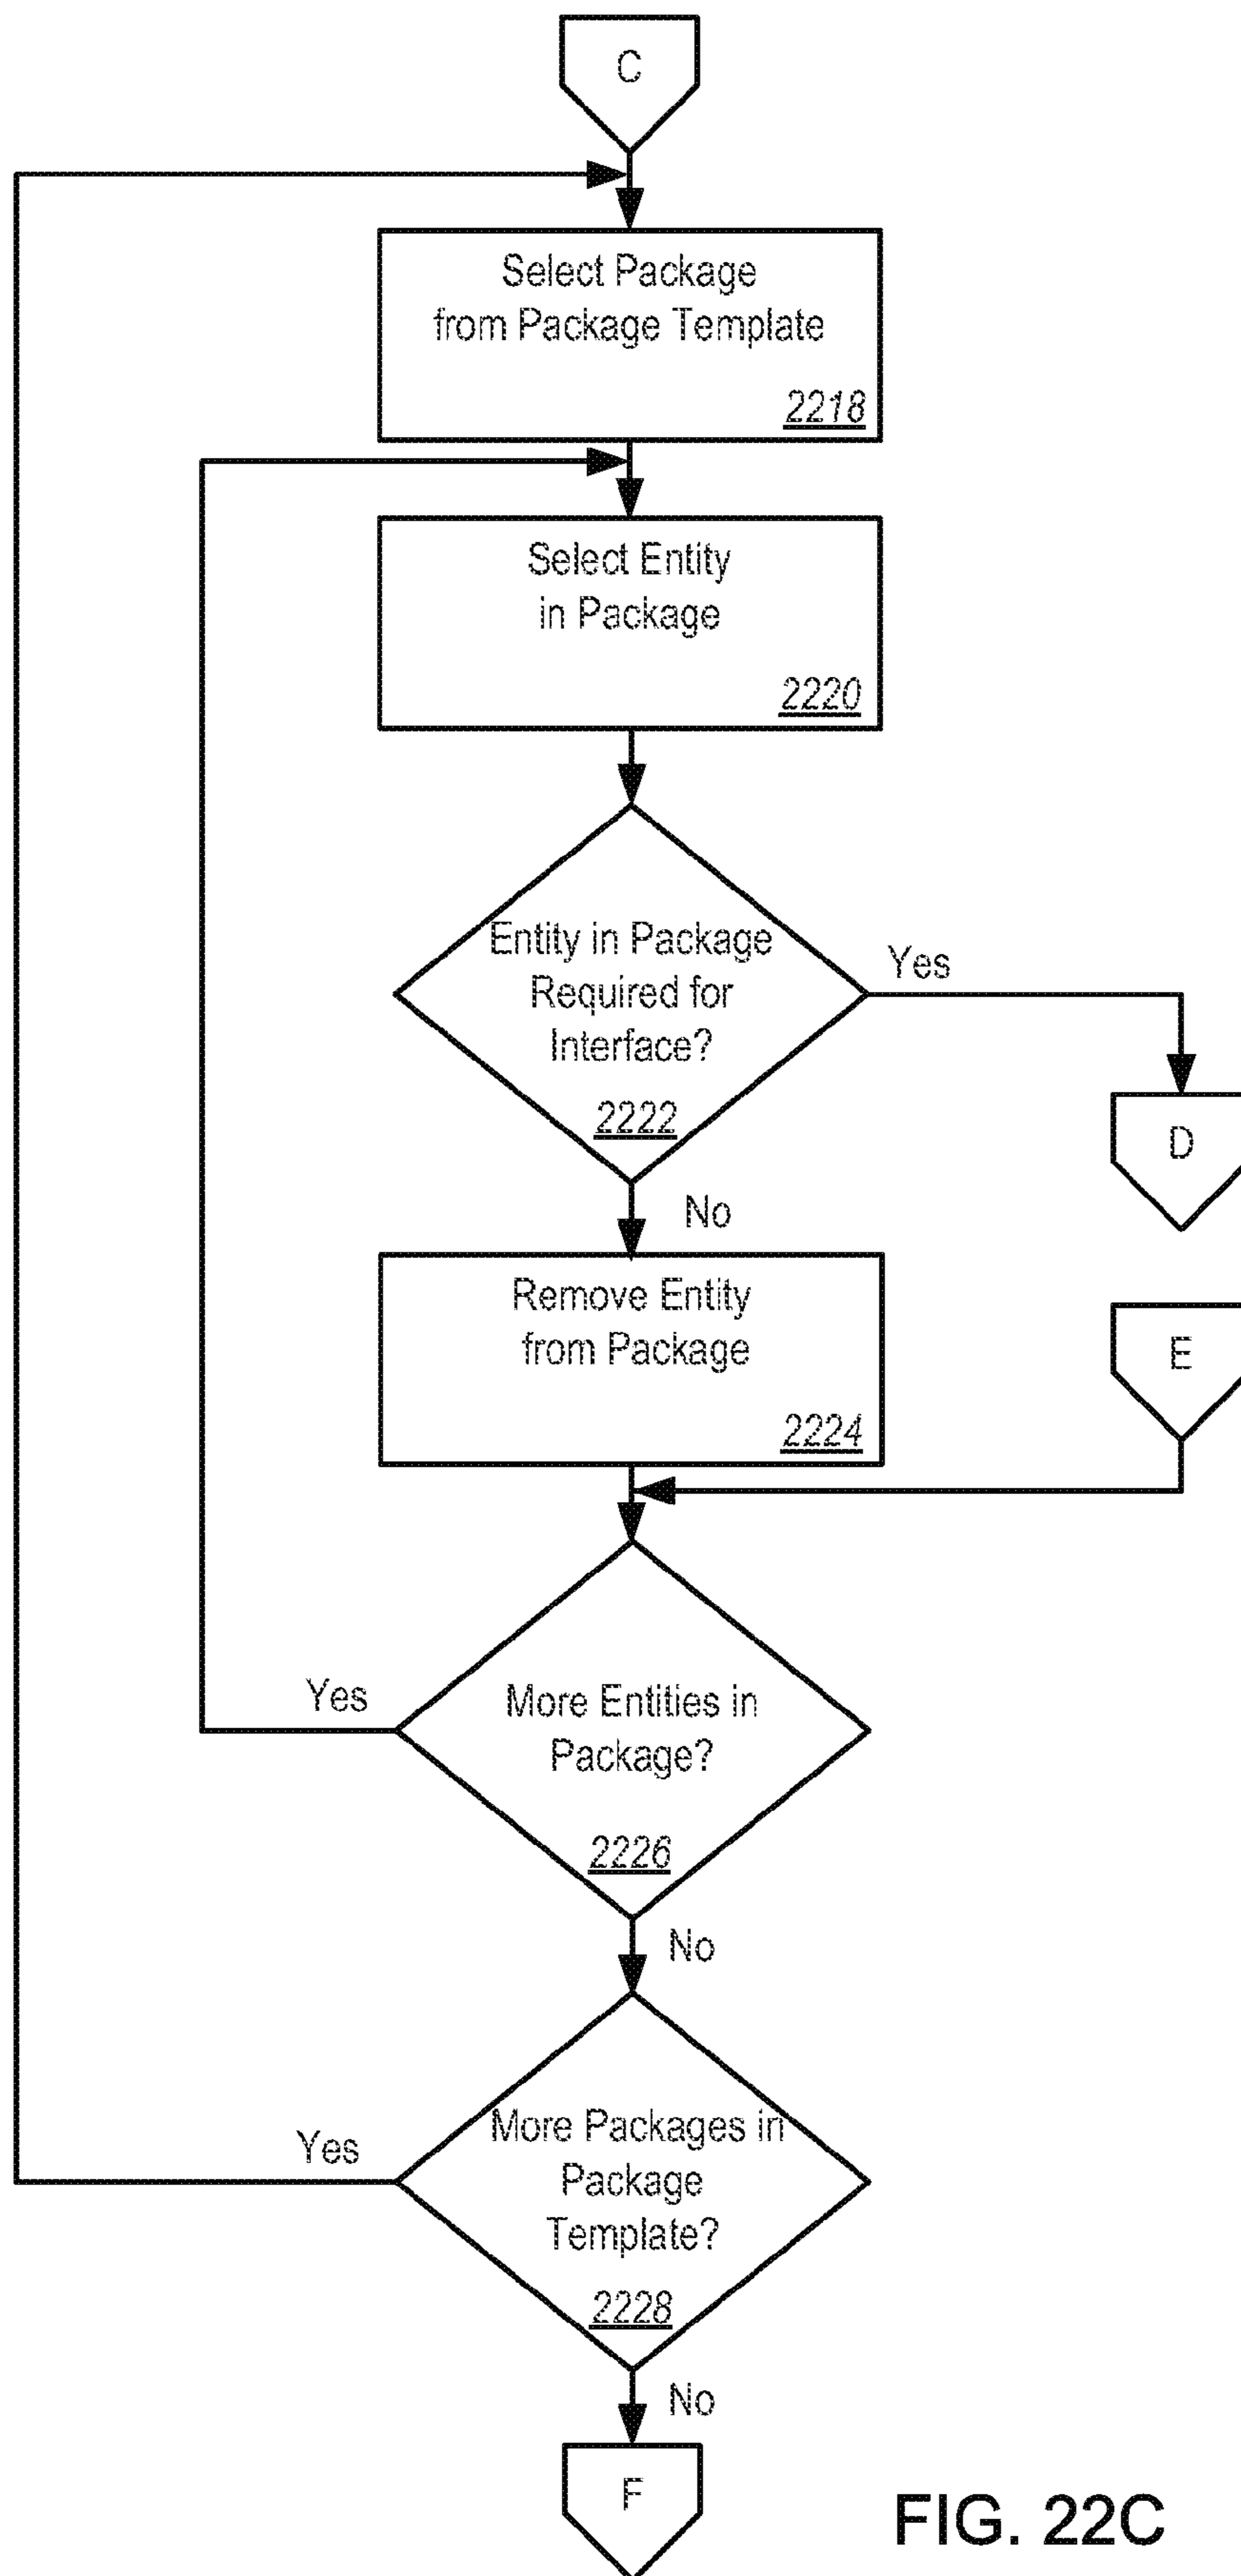 C
Select Package
from Package Template
2218
Select Entity
in Package
2220
Entity in Package
Required for
Interface?
2222
Yes
D
No
Remove Entity
from Package
2224
E
More Entities in
Package?
2226
Yes
No
More Packages in
Package
Template?
2228
Yes
No
F
FIG. 22C